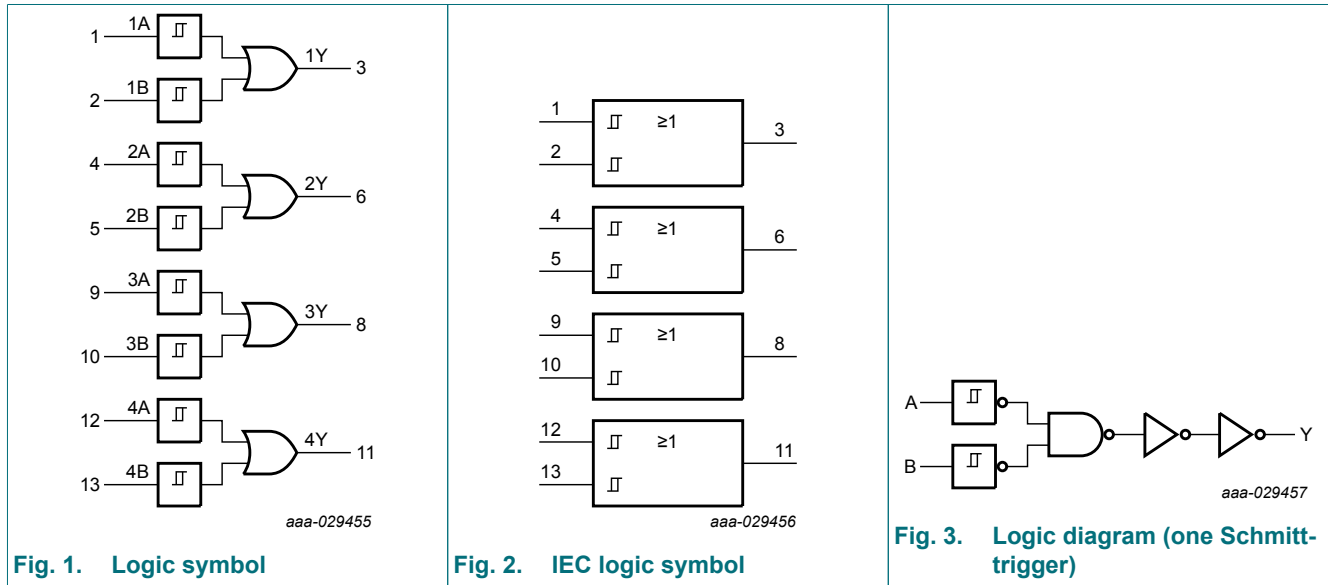 1 1A
1Y 3
2 1B
4 2A
2Y 6
5 2B
9 3A
3Y 8
10 3B
12 4A
4Y 11
13 4B
aaa-029455
Fig. 1. Logic symbol
1 ≥1 3
2
4 ≥1 6
5
9 ≥1 8
10
12 ≥1 11
13
aaa-029456
Fig. 2. IEC logic symbol
A
Y
B
aaa-029457
Fig. 3. Logic diagram (one Schmitt-
trigger)